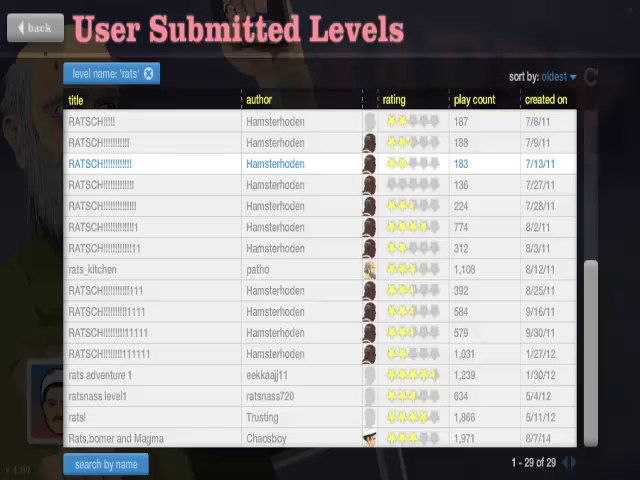 back
User Submitted Levels
level name: 'rats'
sort by: oldest
title author rating play count created on
RATSCH!!!!! Hamsterhoden 187 7/8/11
RATSCH!!!!!!!!!!! Hamsterhoden 188 7/9/11
RATSCH!!!!!!!!!!!! Hamsterhoden 183 7/13/11
RATSCH!!!!!!!!!!!!! Hamsterhoden 136 7/27/11
RATSCH!!!!!!!!!!!!!! Hamsterhoden 224 7/28/11
RATSCH!!!!!!!!!!!!!1 Hamsterhoden 774 8/2/11
RATSCH!!!!!!!!!!!!11 Hamsterhoden 312 8/3/11
rats_kitchen patho 1,108 8/12/11
RATSCH!!!!!!!!!!!111 Hamsterhoden 392 8/25/11
RATSCH!!!!!!!!!!1111 Hamsterhoden 584 9/16/11
RATSCH!!!!!!!!!11111 Hamsterhoden 579 9/30/11
RATSCH!!!!!!!!111111 Hamsterhoden 1,031 1/27/12
rats adventure 1 eekkaajj11 1,239 1/30/12
ratsnass level1 ratsnass720 634 5/4/12
rats! Trusting 1,866 5/11/12
Rats,bomer and Magma Chaosboy 1,971 8/7/14
search by name
1 - 29 of 29
v 1.87